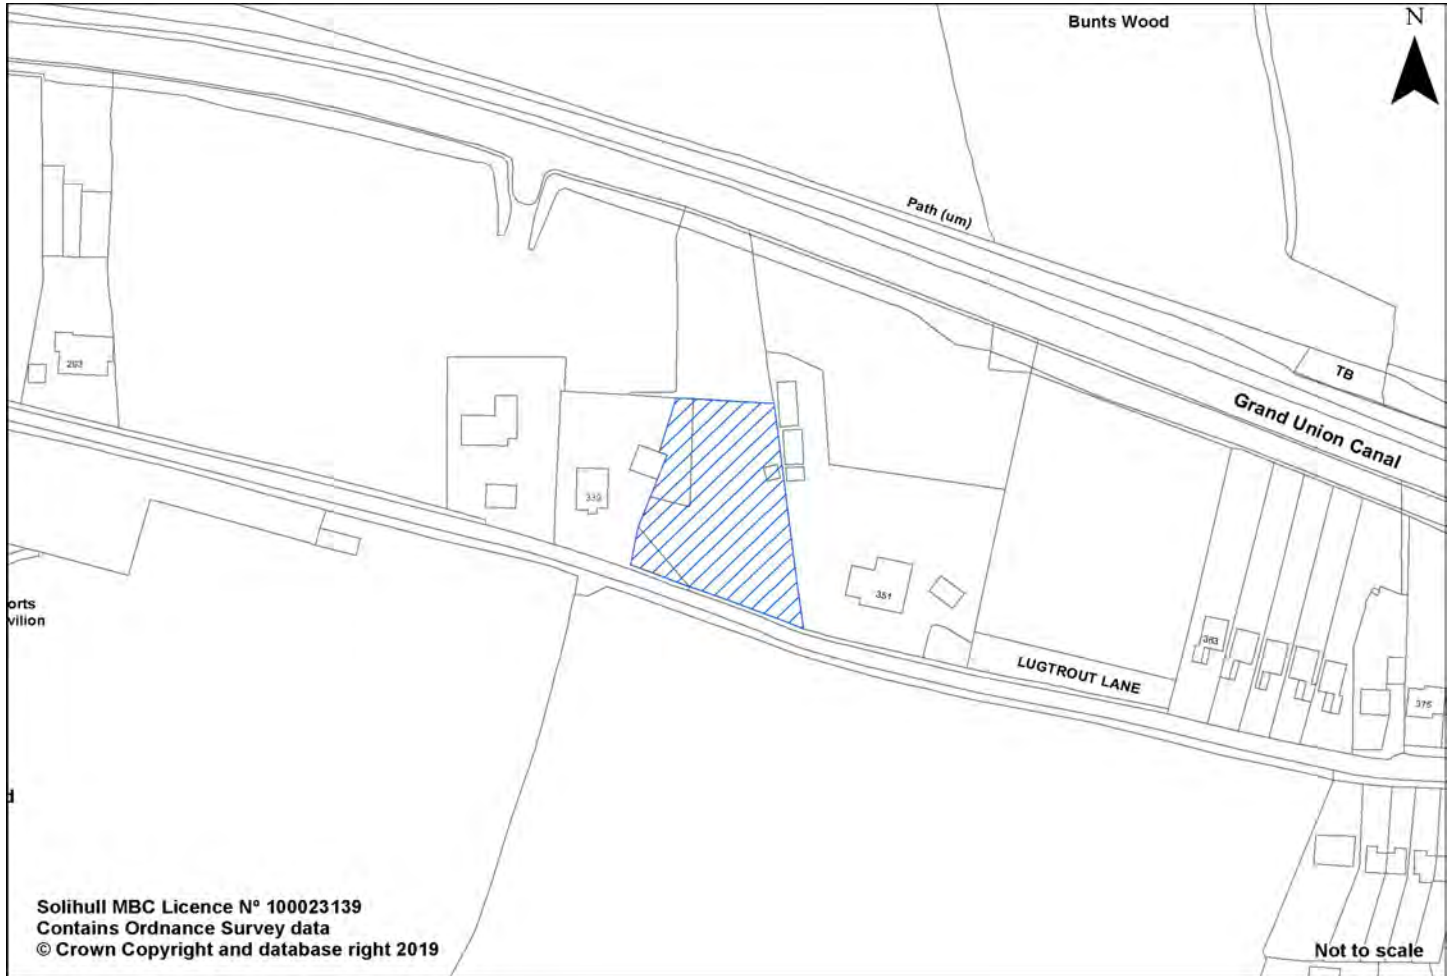 Bunts Wood
N
Path (um)
293
TB
Grand Union Canal
333
351
orts
vilion
363
LUGTROUT LANE
375
d
Solihull MBC Licence Nº 100023139
Contains Ordnance Survey data
© Crown Copyright and database right 2019
Not to scale